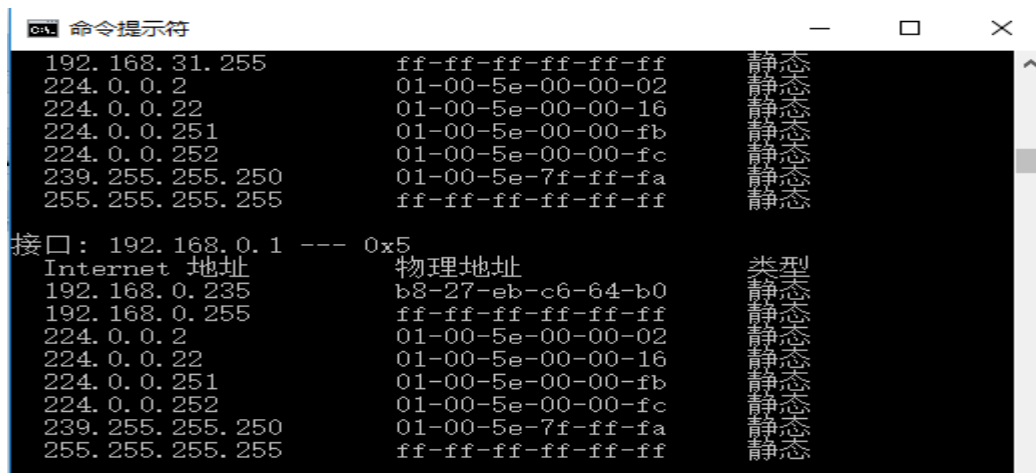 命令提示符
192.168.31.255 ff-ff-ff-ff-ff-ff 静态
224.0.0.2 01-00-5e-00-00-02 静态
224.0.0.22 01-00-5e-00-00-16 静态
224.0.0.251 01-00-5e-00-00-fb 静态
224.0.0.252 01-00-5e-00-00-fc 静态
239.255.255.250 01-00-5e-7f-ff-fa 静态
255.255.255.255 ff-ff-ff-ff-ff-ff 静态
接口: 192.168.0.1 --- 0x5
Internet 地址 物理地址 类型
192.168.0.235 b8-27-eb-c6-64-b0 静态
192.168.0.255 ff-ff-ff-ff-ff-ff 静态
224.0.0.2 01-00-5e-00-00-02 静态
224.0.0.22 01-00-5e-00-00-16 静态
224.0.0.251 01-00-5e-00-00-fb 静态
224.0.0.252 01-00-5e-00-00-fc 静态
239.255.255.250 01-00-5e-7f-ff-fa 静态
255.255.255.255 ff-ff-ff-ff-ff-ff 静态